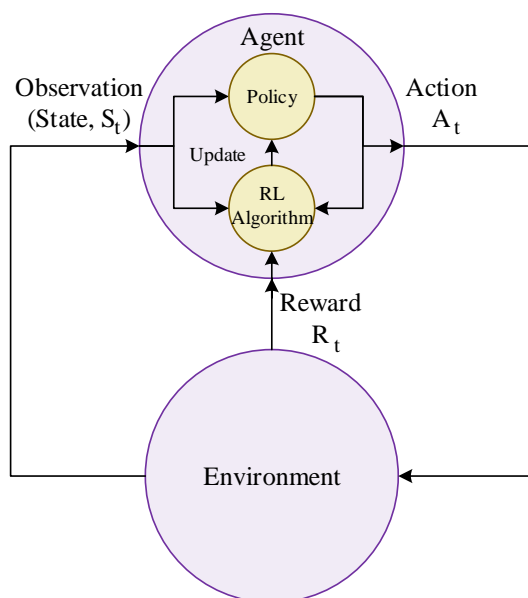 Agent
Observation
(State, St)
Policy
Action
At
Update
RL
Algorithm
Reward
Rt
Environment